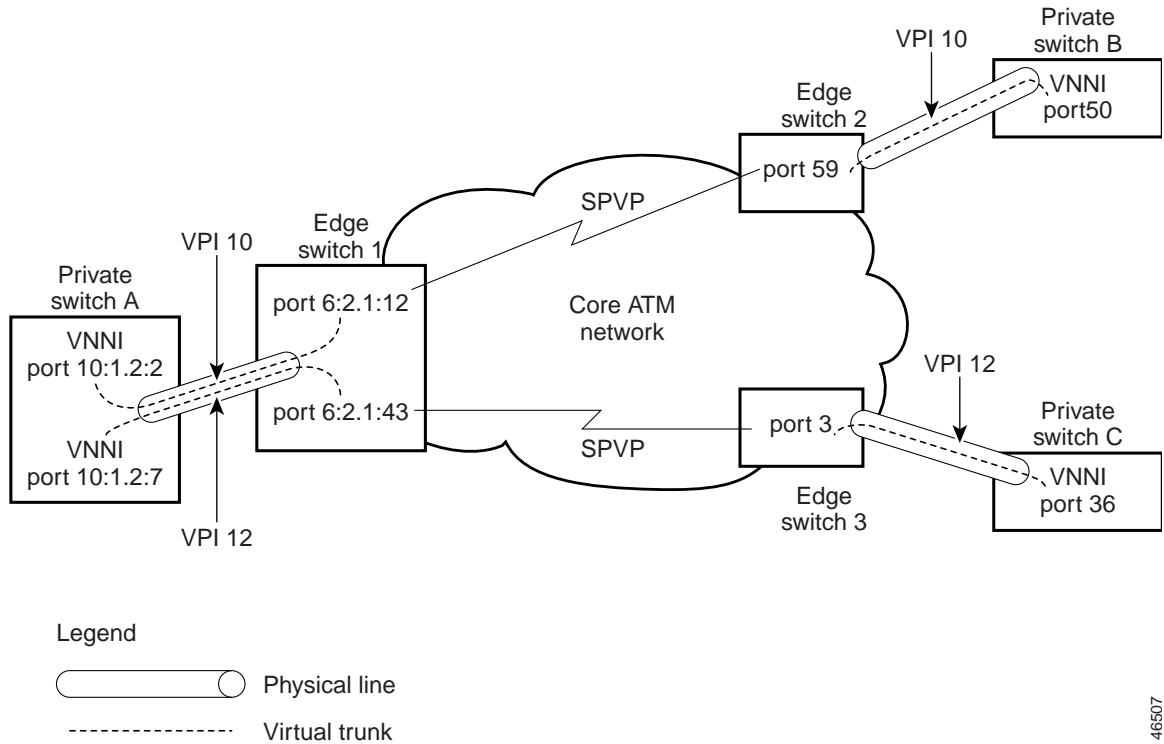 Private
switch B
VPI 10
VNNI
port50
Edge
switch 2
port 59
SPVP
Edge
switch 1
VPI 10
Private
switch A
port 6:2.1:12
Core ATM
network
VNNI
port 10:1.2:2
VPI 12
port 6:2.1:43
port 3
Private
switch C
VNNI
port 10:1.2:7
SPVP
VNNI
port 36
Edge
switch 3
VPI 12
Legend
Physical line
Virtual trunk
46507